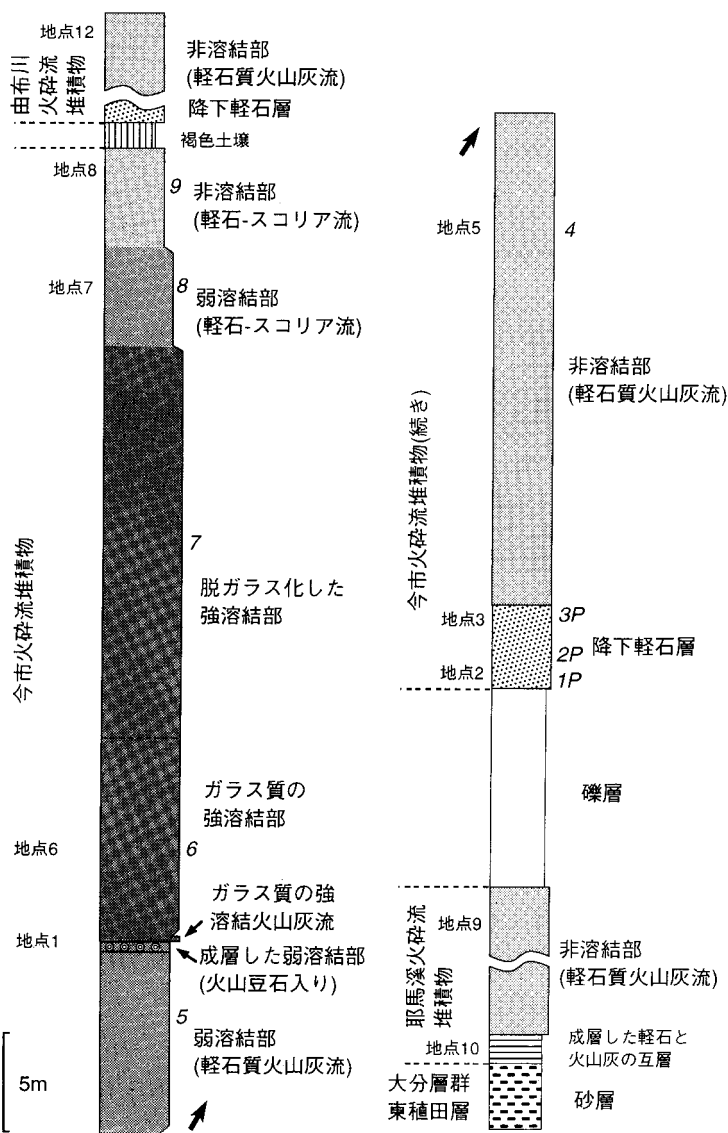 由布川
火砕流
堆積物
地点12
非溶結部
(軽石質火山灰流)
降下軽石層
褐色土壌
今市火砕流堆積物
地点8
9
非溶結部
(軽石-スコリア流)
地点7
8
弱溶結部
(軽石-スコリア流)
7
脱ガラス化した
強溶結部
ガラス質の
強溶結部
地点6
6
ガラス質の強
溶結火山灰流
地点1
成層した弱溶結部
(火山豆石入り)
5
弱溶結部
(軽石質火山灰流)
5m
今市火砕流堆積物(続き)
地点5
4
非溶結部
(軽石質火山灰流)
地点3
3P
降下軽石層
2P
地点2
1P
礫層
耶馬溪火砕流
堆積物
地点9
非溶結部
(軽石質火山灰流)
地点10
成層した軽石と
火山灰の互層
大分層群
東稙田層
砂層